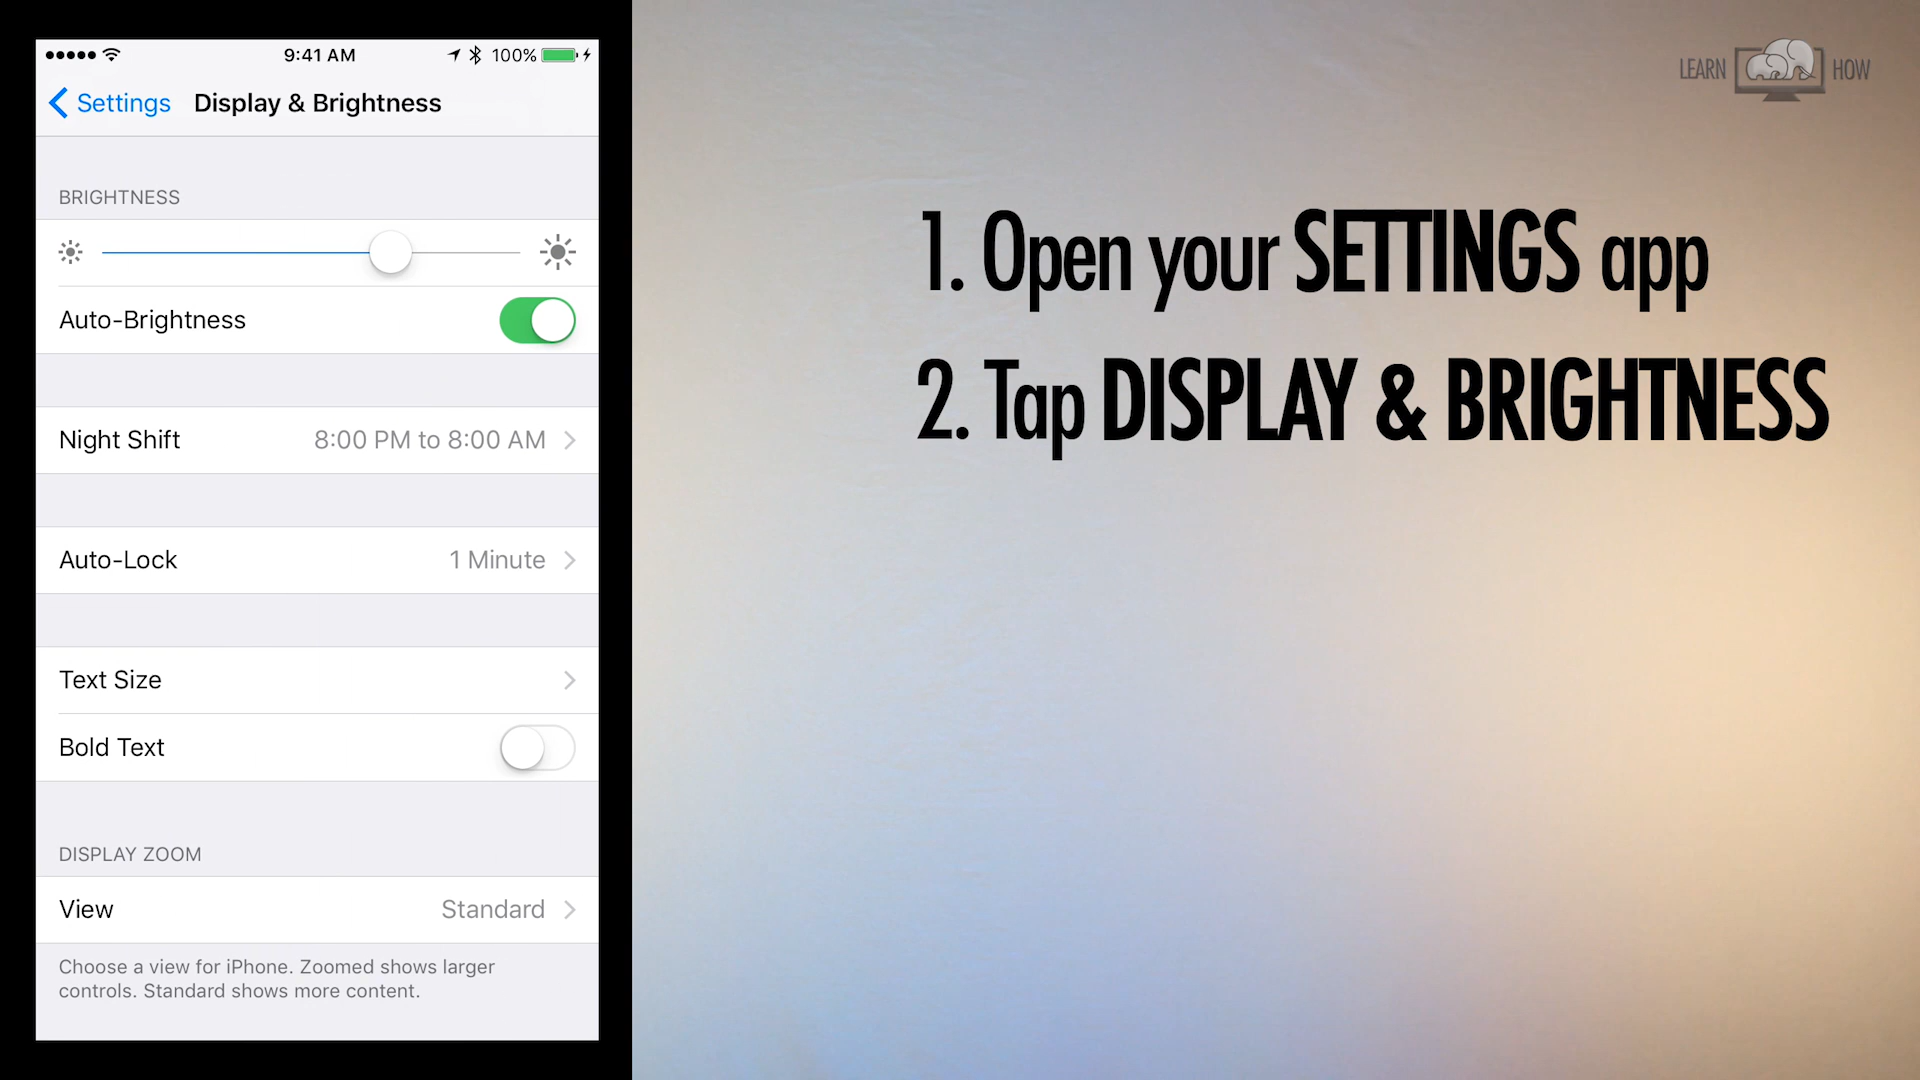 9:41 AM
100%
Settings
Display & Brightness
BRIGHTNESS
Auto-Brightness
Night Shift
8:00 PM to 8:00 AM
Auto-Lock
1 Minute
Text Size
Bold Text
DISPLAY ZOOM
View
Standard
Choose a view for iPhone. Zoomed shows larger
controls. Standard shows more content.
LEARN HOW
1. Open your SETTINGS app
2. Tap DISPLAY & BRIGHTNESS